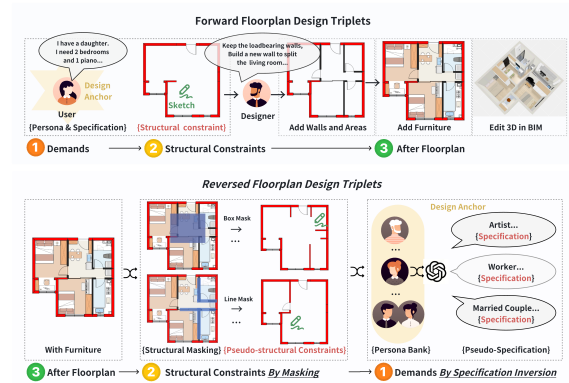 Forward Floorplan Design Triplets
I have a daughter.
I need 2 bedrooms
and 1 piano...
Design
Anchor
User
{Persona & Specification}
Sketch
{Structural constraint}
Keep the loadbearing walls,
Build a new wall to split
the living room...
Designer
Add Walls and Areas
Add Furniture
Edit 3D in BIM
1 Demands
2 Structural Constraints
3 After Floorplan
Reversed Floorplan Design Triplets
With Furniture
Box Mask
...
Line Mask
...
{Structural Masking}
{Pseudo-structural Constraints}
Design Anchor
...
{Persona Bank}
Artist...
{Specification}
Worker...
{Specification}
Married Couple...
{Specification}
{Pseudo-Specification}
3 After Floorplan
2 Structural Constraints By Masking
1 Demands By Specification Inversion